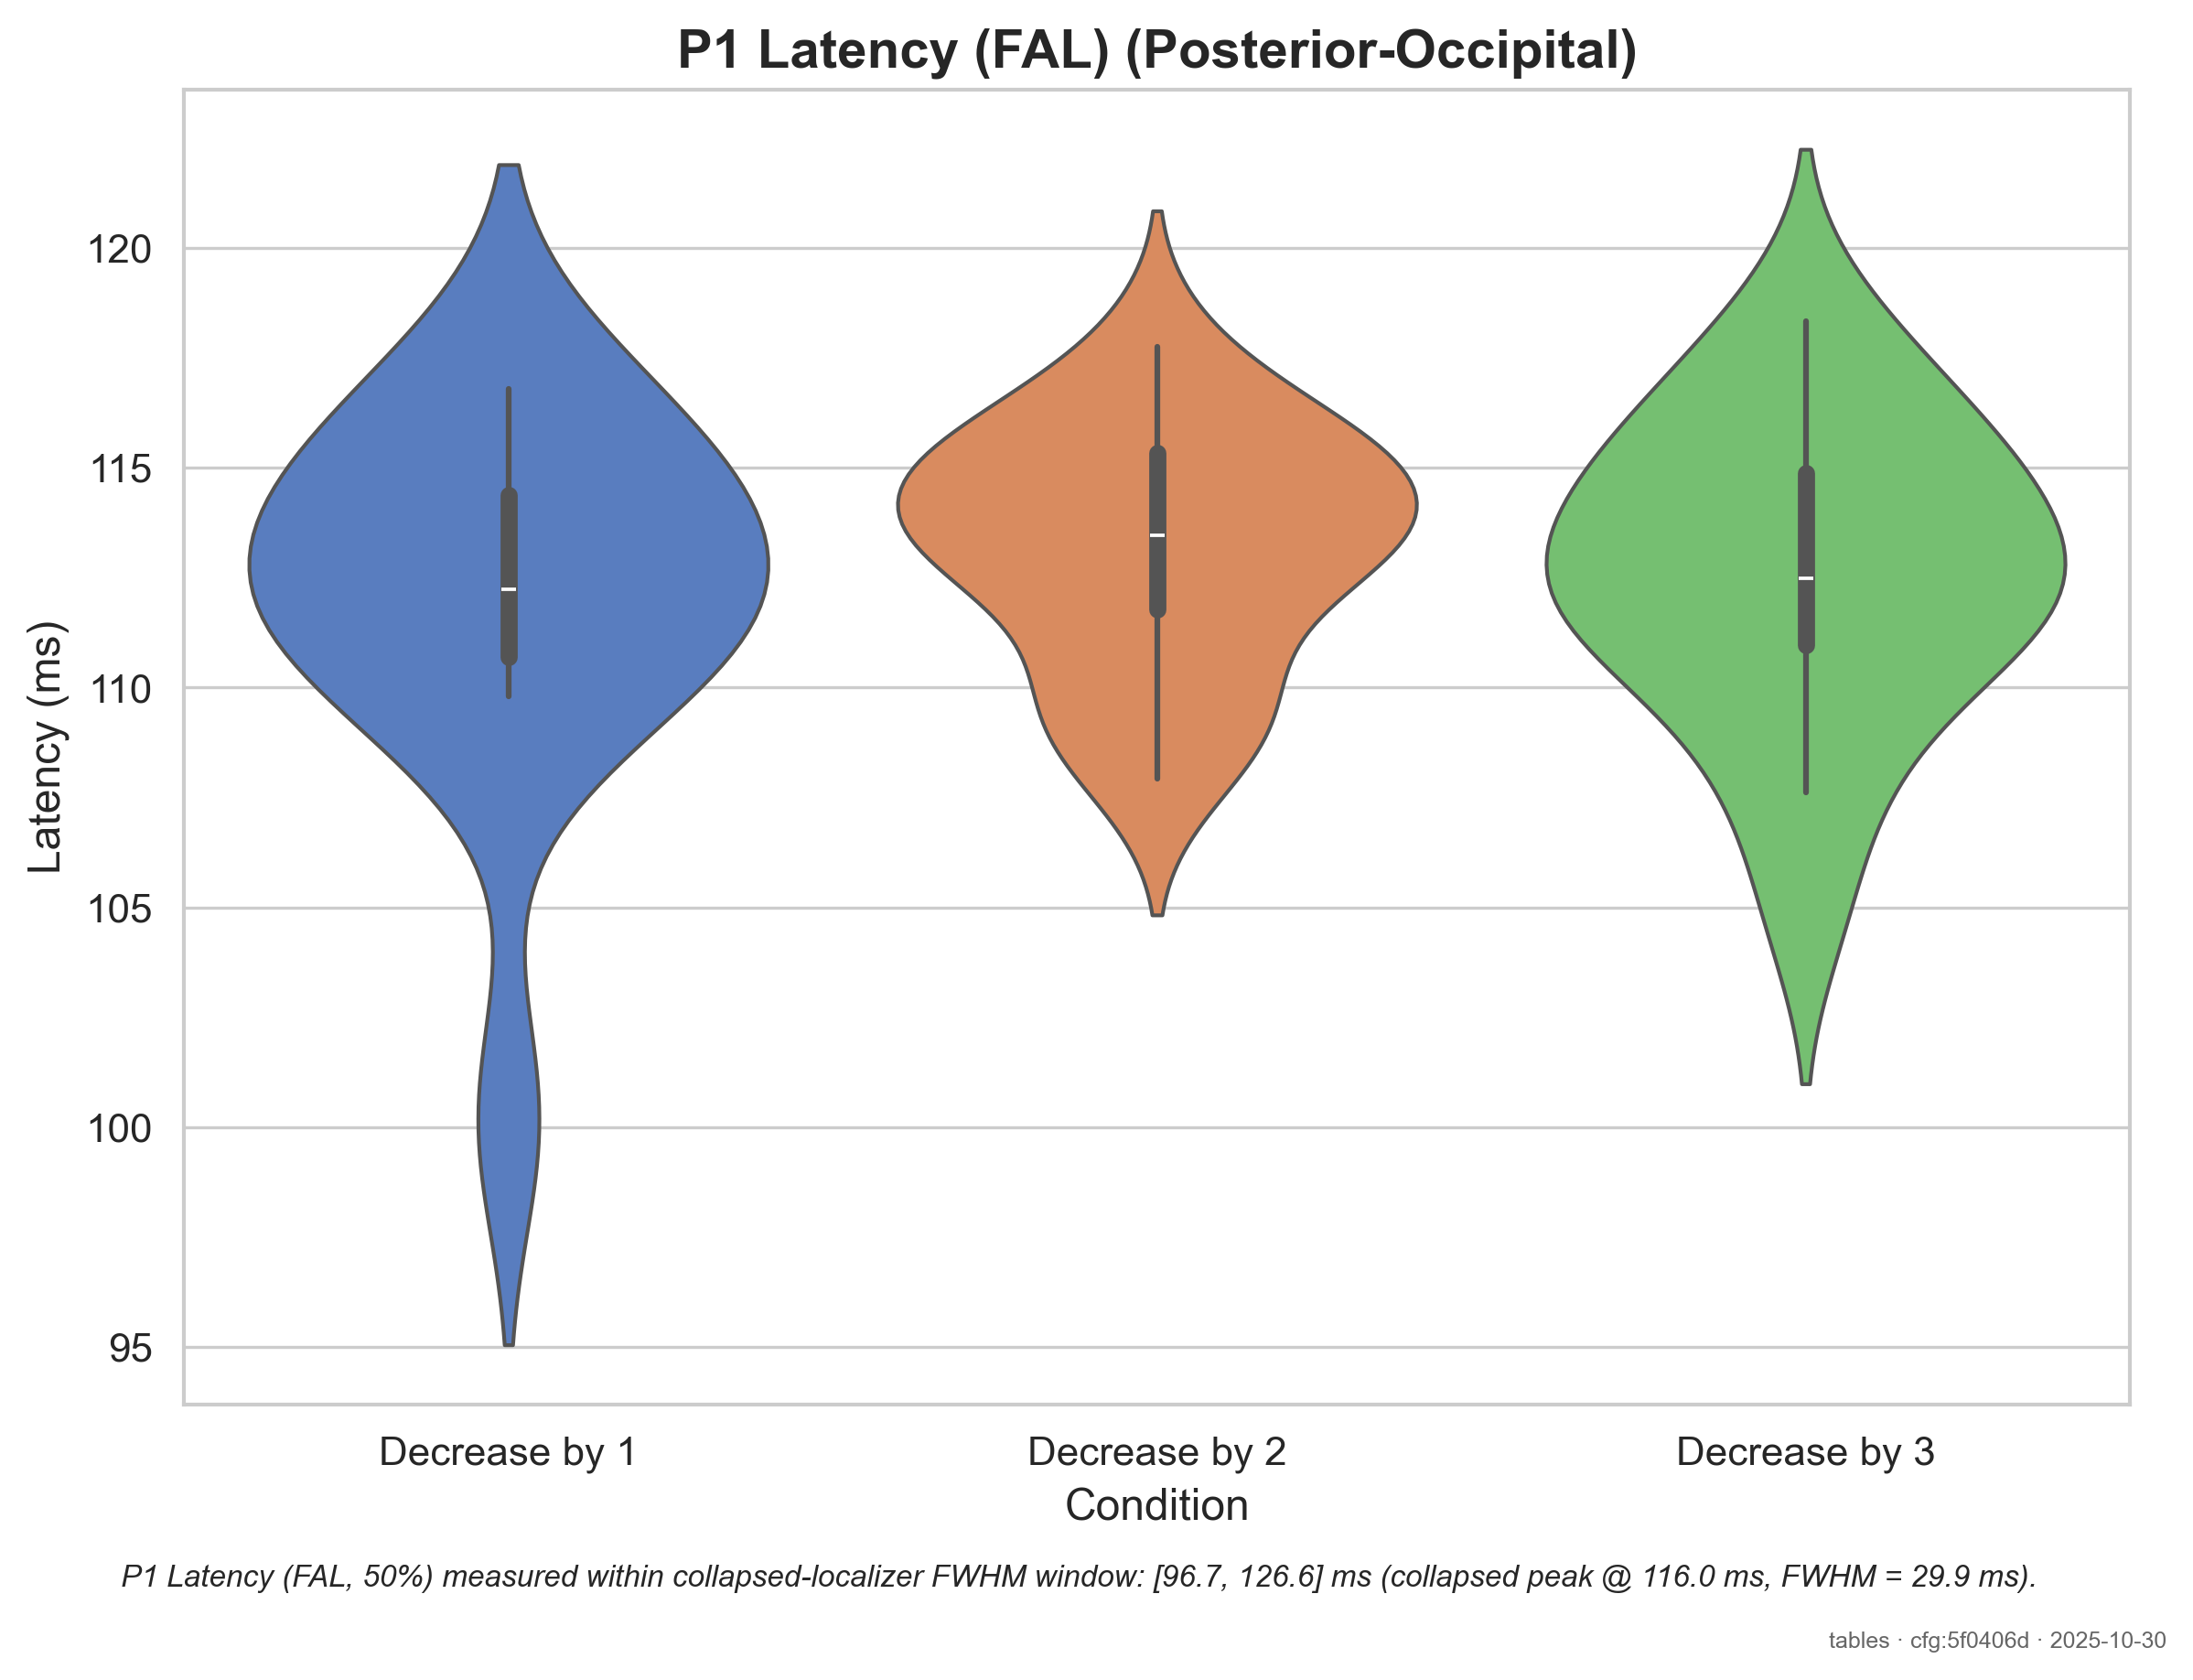 P1 Latency (FAL) (Posterior-Occipital)
Latency (ms)
120
115
110
105
100
95
Decrease by 1
Decrease by 2
Decrease by 3
Condition
P1 Latency (FAL, 50%) measured within collapsed-localizer FWHM window: [96.7, 126.6] ms (collapsed peak @ 116.0 ms, FWHM = 29.9 ms).
tables · cfg:5f0406d · 2025-10-30